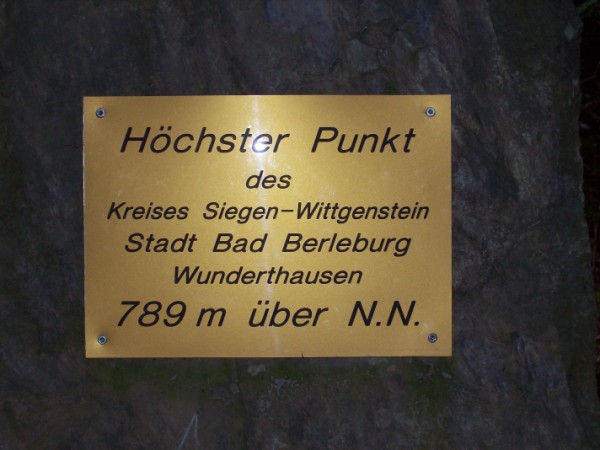 Höchster Punkt
des
Kreises Siegen-Wittgenstein
Stadt Bad Berleburg
Wunderthausen
789 m über N.N.